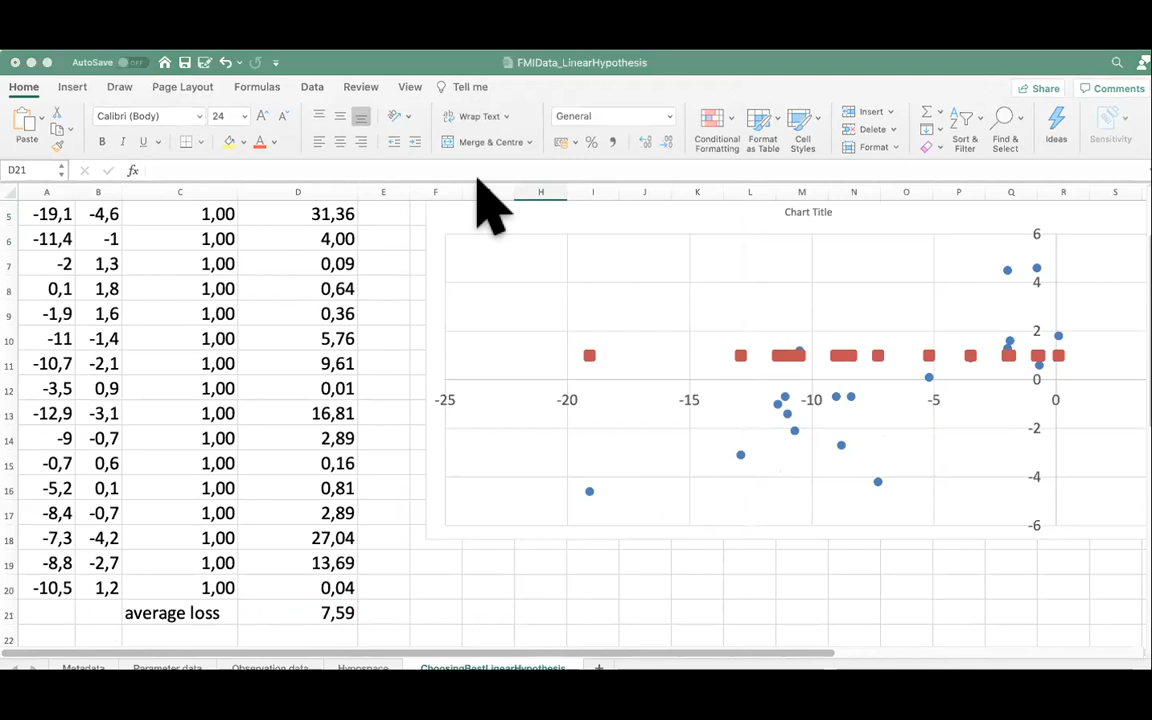 AutoSave OFF FMIData_LinearHypothesis
Home Insert Draw Page Layout Formulas Data Review View Tell me Share Comments
Paste Calibri (Body) 24 Wrap Text General Conditional Formatting Format as Table Cell Styles Insert Sort & Filter Find & Select Ideas Sensitivity
B I U A Merge & Centre % Delete
Format
D21 fx
A B C D E F H I J K L M N O P Q R S
5 -19,1 -4,6 1,00 31,36
6 -11,4 -1 1,00 4,00
7 -2 1,3 1,00 0,09
8 0,1 1,8 1,00 0,64
9 -1,9 1,6 1,00 0,36
10 -11 -1,4 1,00 5,76
11 -10,7 -2,1 1,00 9,61
12 -3,5 0,9 1,00 0,01
13 -12,9 -3,1 1,00 16,81
14 -9 -0,7 1,00 2,89
15 -0,7 0,6 1,00 0,16
16 -5,2 0,1 1,00 0,81
17 -8,4 -0,7 1,00 2,89
18 -7,3 -4,2 1,00 27,04
19 -8,8 -2,7 1,00 13,69
20 -10,5 1,2 1,00 0,04
21 average loss 7,59
22
Chart Title
6
4
2
0
-25 -20 -15 -10 -5 0
-2
-4
-6
Metadata Parameter data Observation data Hypospace ChoosingBestLinearHypothesis +